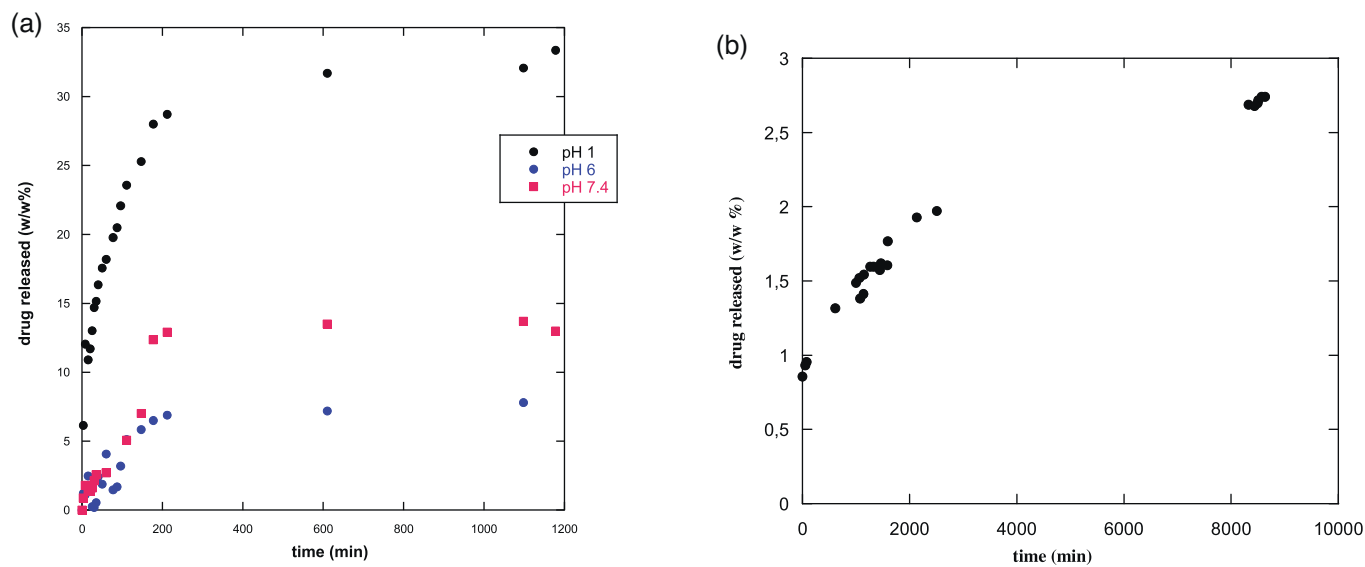 (a)
35
30
25
20
15
10
5
0
drug released (w/w%)
0 200 400 600 800 1000 1200
time (min)
pH 1
pH 6
pH 7.4
(b)
3
2,5
2
1,5
1
0,5
0
drug released (w/w %)
0 2000 4000 6000 8000 10000
time (min)